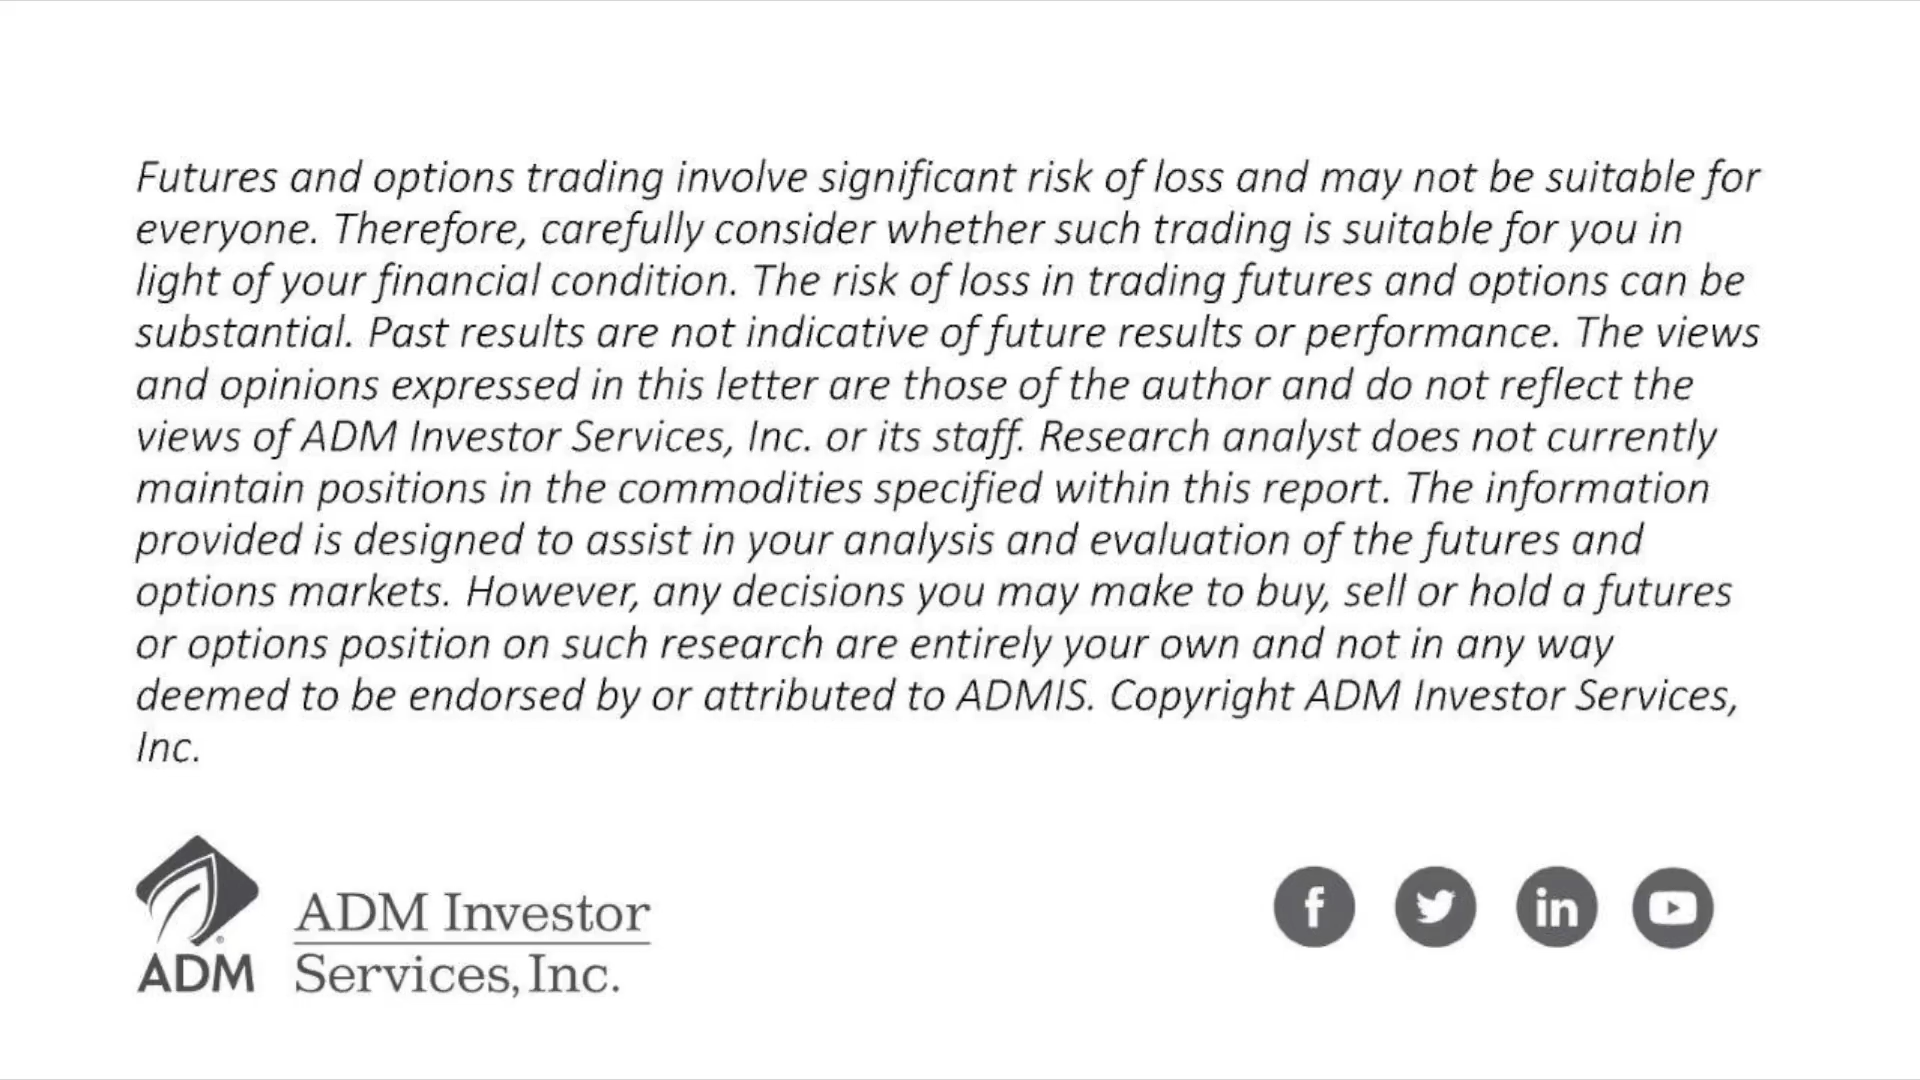 Futures and options trading involve significant risk of loss and may not be suitable for
everyone. Therefore, carefully consider whether such trading is suitable for you in
light of your financial condition. The risk of loss in trading futures and options can be
substantial. Past results are not indicative of future results or performance. The views
and opinions expressed in this letter are those of the author and do not reflect the
views of ADM Investor Services, Inc. or its staff. Research analyst does not currently
maintain positions in the commodities specified within this report. The information
provided is designed to assist in your analysis and evaluation of the futures and
options markets. However, any decisions you may make to buy, sell or hold a futures
or options position on such research are entirely your own and not in any way
deemed to be endorsed by or attributed to ADMIS. Copyright ADM Investor Services,
Inc.
ADM
ADM Investor
Services, Inc.
f
in